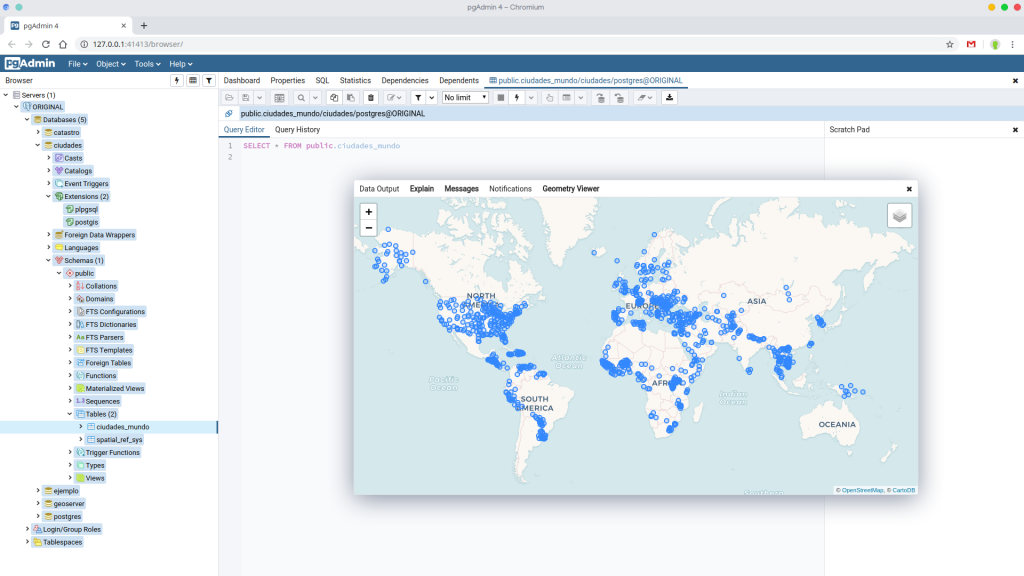 pgAdmin 4 – Chromium
pgAdmin 4
127.0.0.1:41413/browser/
pgAdmin File Object Tools Help
Browser
Dashboard Properties SQL Statistics Dependencies Dependents public.ciudades_mundo/ciudades/postgres@ORIGINAL
No limit
public.ciudades_mundo/ciudades/postgres@ORIGINAL
Query Editor Query History
Scratch Pad
1 SELECT * FROM public.ciudades_mundo
2
Servers (1)
ORIGINAL
Databases (5)
catastro
ciudades
Casts
Catalogs
Event Triggers
Extensions (2)
plpgsql
postgis
Foreign Data Wrappers
Languages
Schemas (1)
public
Collations
Domains
FTS Configurations
FTS Dictionaries
Aa FTS Parsers
FTS Templates
Foreign Tables
Functions
Materialized Views
1..3 Sequences
Tables (2)
ciudades_mundo
spatial_ref_sys
Trigger Functions
Types
Views
ejemplo
geoserver
postgres
Login/Group Roles
Tablespaces
Data Output Explain Messages Notifications Geometry Viewer
+
−
NORTH
AMERICA
EUROPE
ASIA
Atlantic
Ocean
Pacific
Ocean
AFRICA
Indian
Ocean
SOUTH
AMERICA
OCEANIA
Southern
© OpenStreetMap, © CartoDB